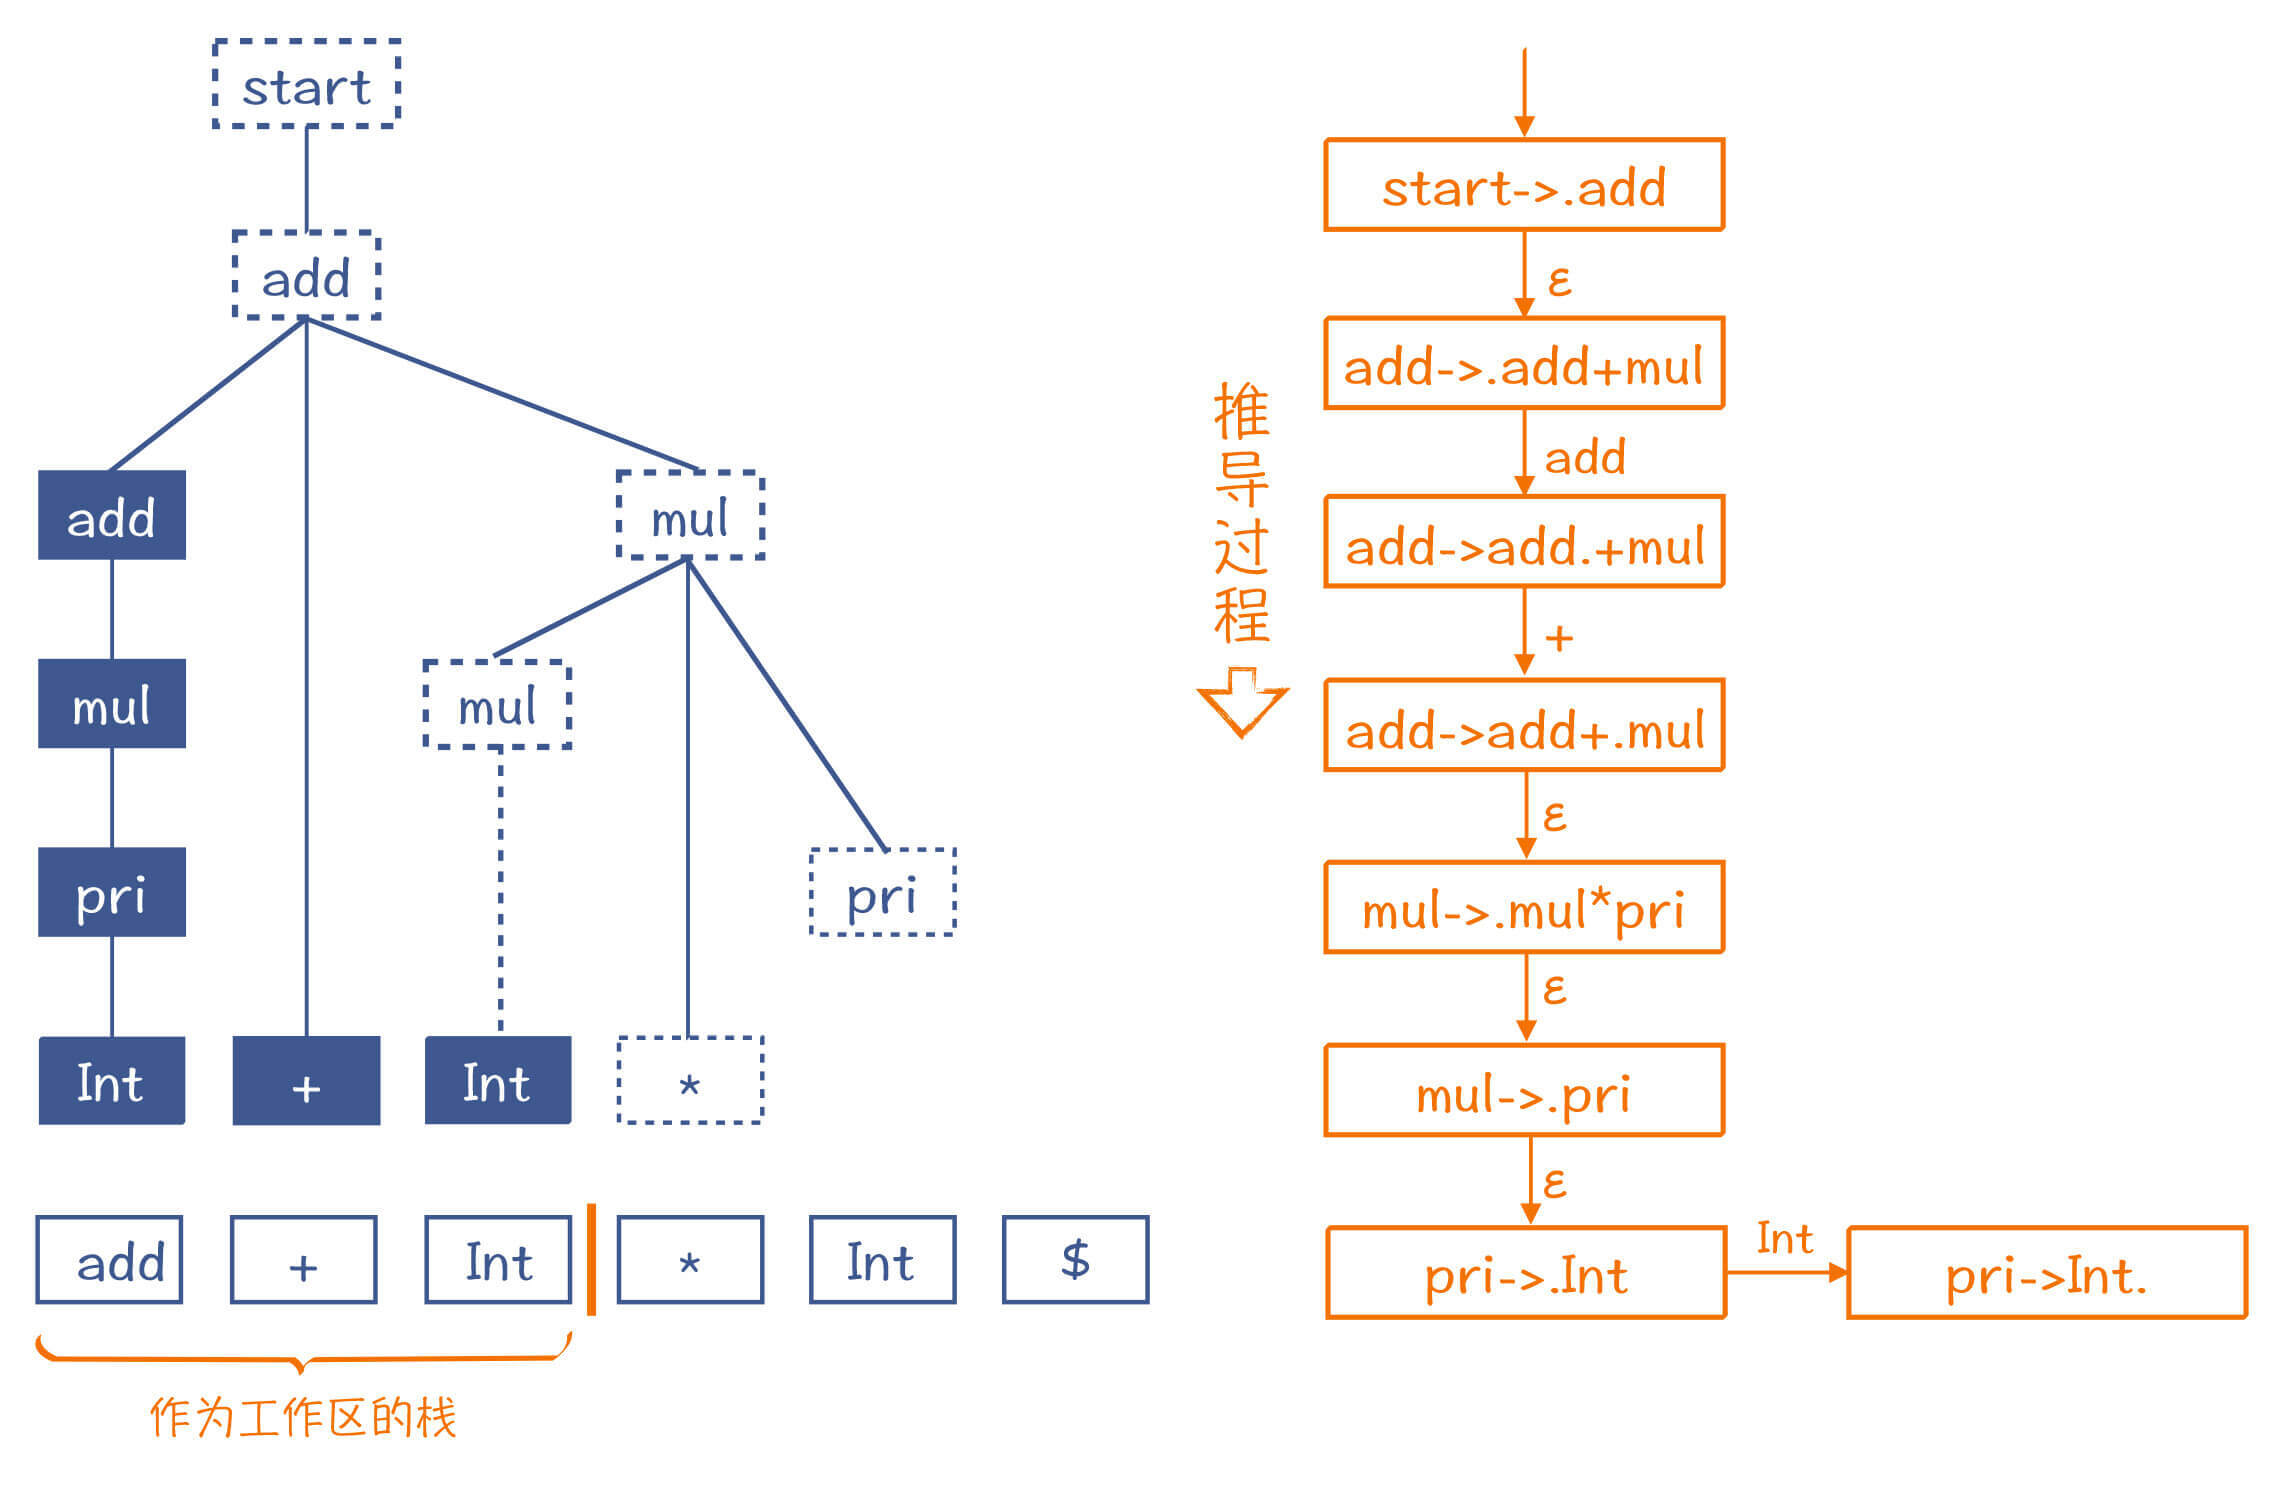 start
add
add
mul
mul
mul
pri
pri
Int
+
Int
*
add
+
Int
*
Int
$
作为工作区的栈
推导过程
start->.add
ε
add->.add+mul
add
add->add.+mul
+
add->add+.mul
ε
mul->.mul*pri
ε
mul->.pri
ε
pri->.Int
Int
pri->Int.